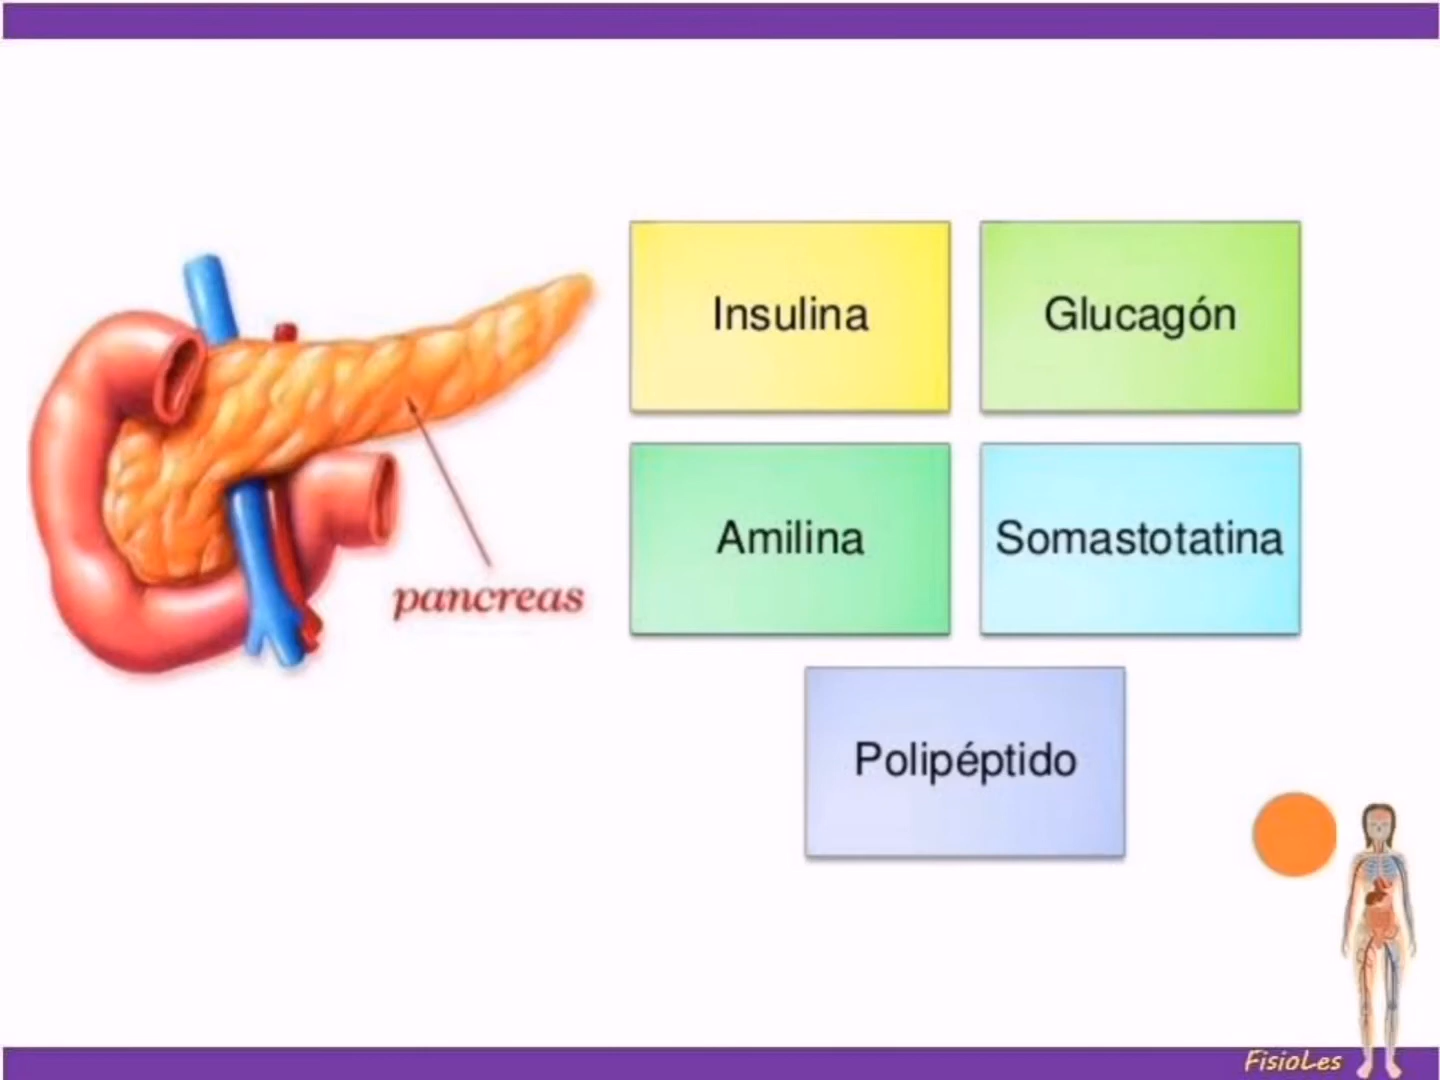 Insulina
Glucagón
Amilina
Somastotatina
pancreas
Polipéptido
FisioLes